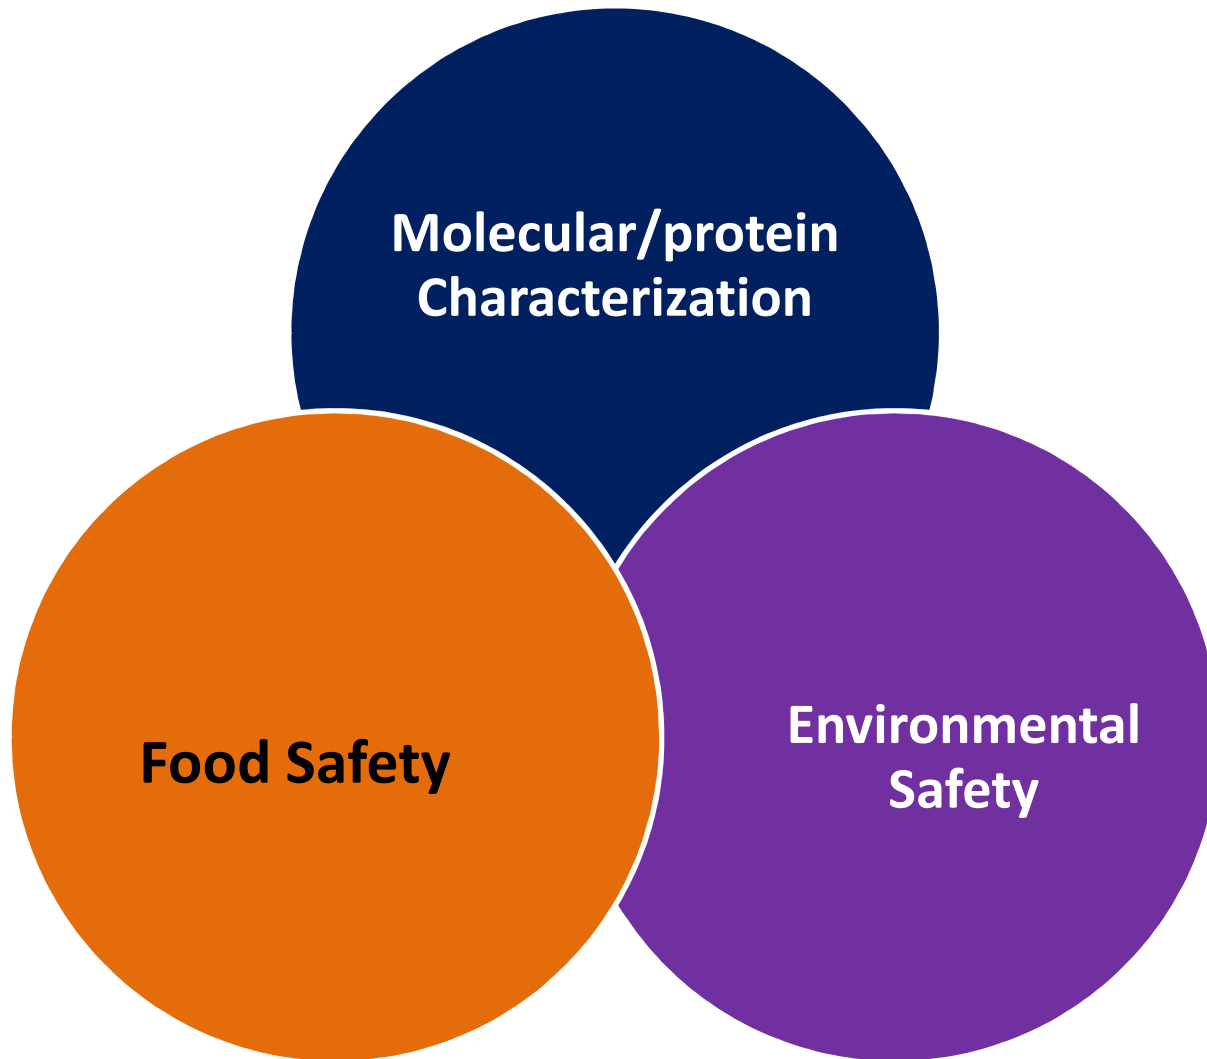 Molecular/protein
Characterization
Food Safety
Environmental
Safety